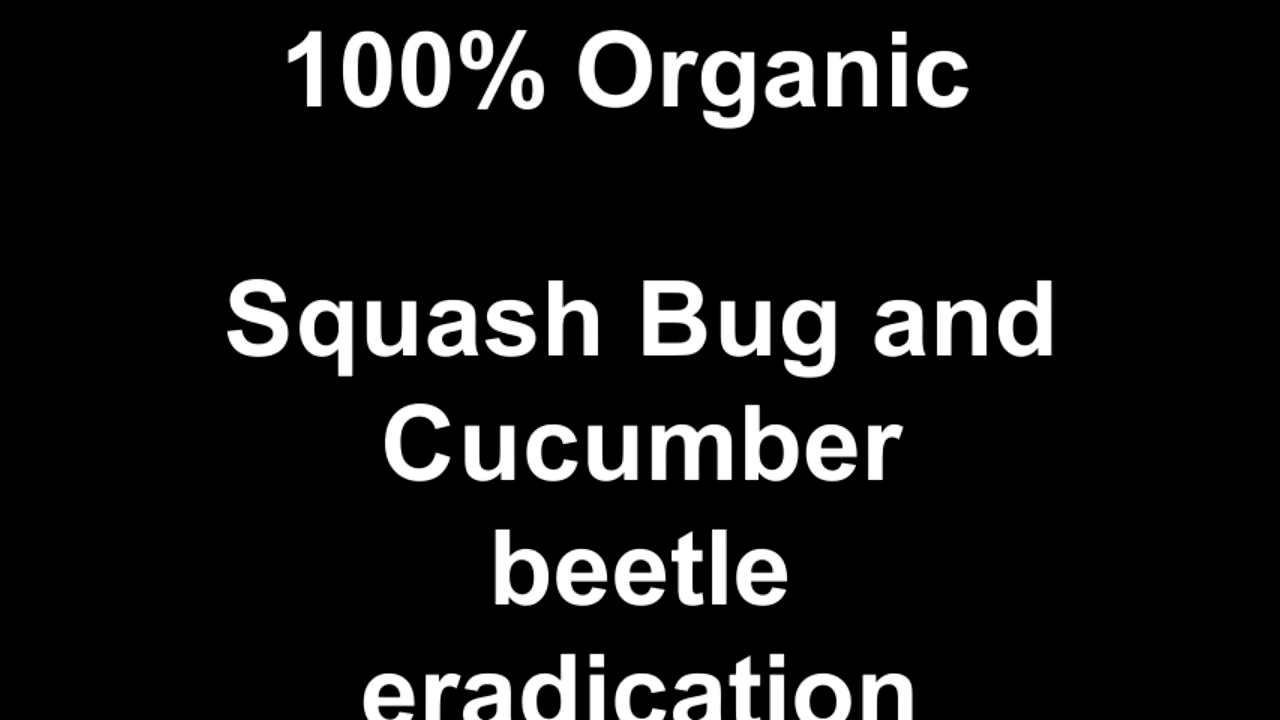 100% Organic
Squash Bug and
Cucumber
beetle
eradication